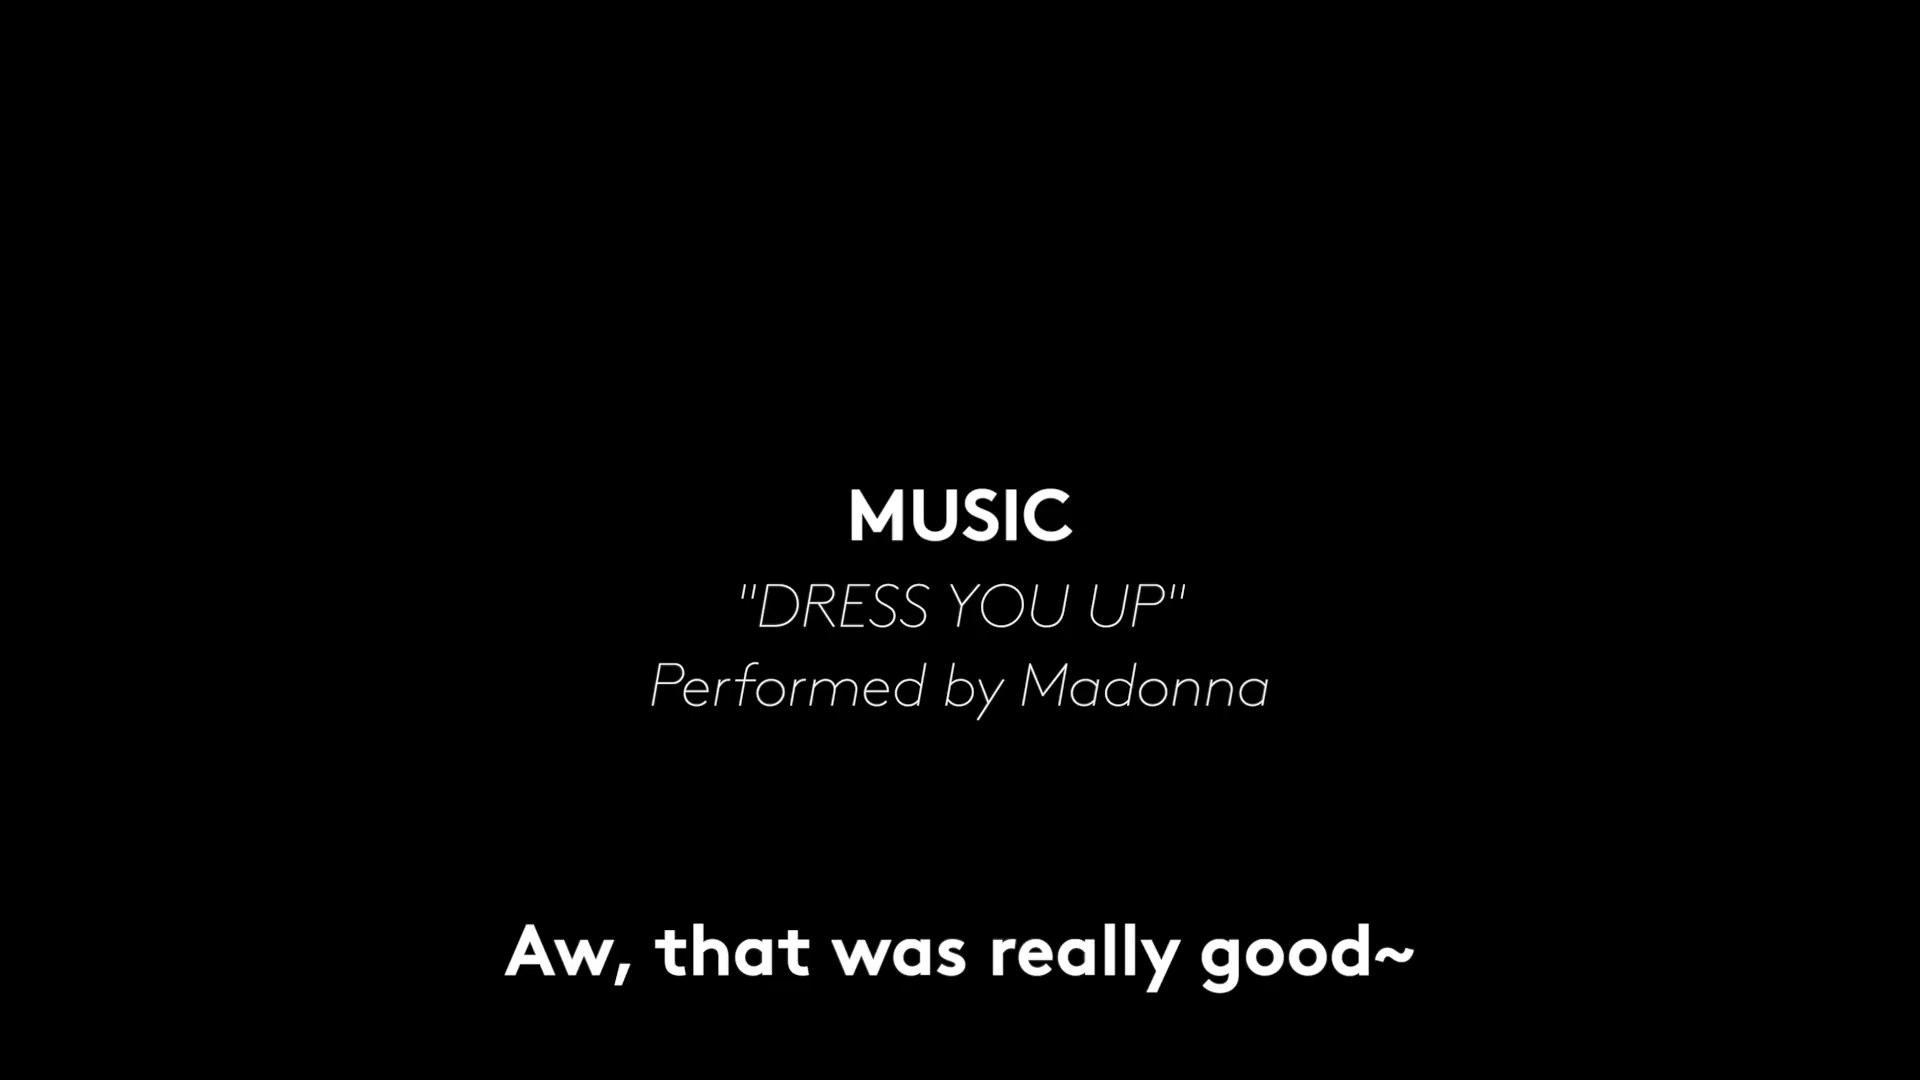 MUSIC
"DRESS YOU UP"
Performed by Madonna
Aw, that was really good~